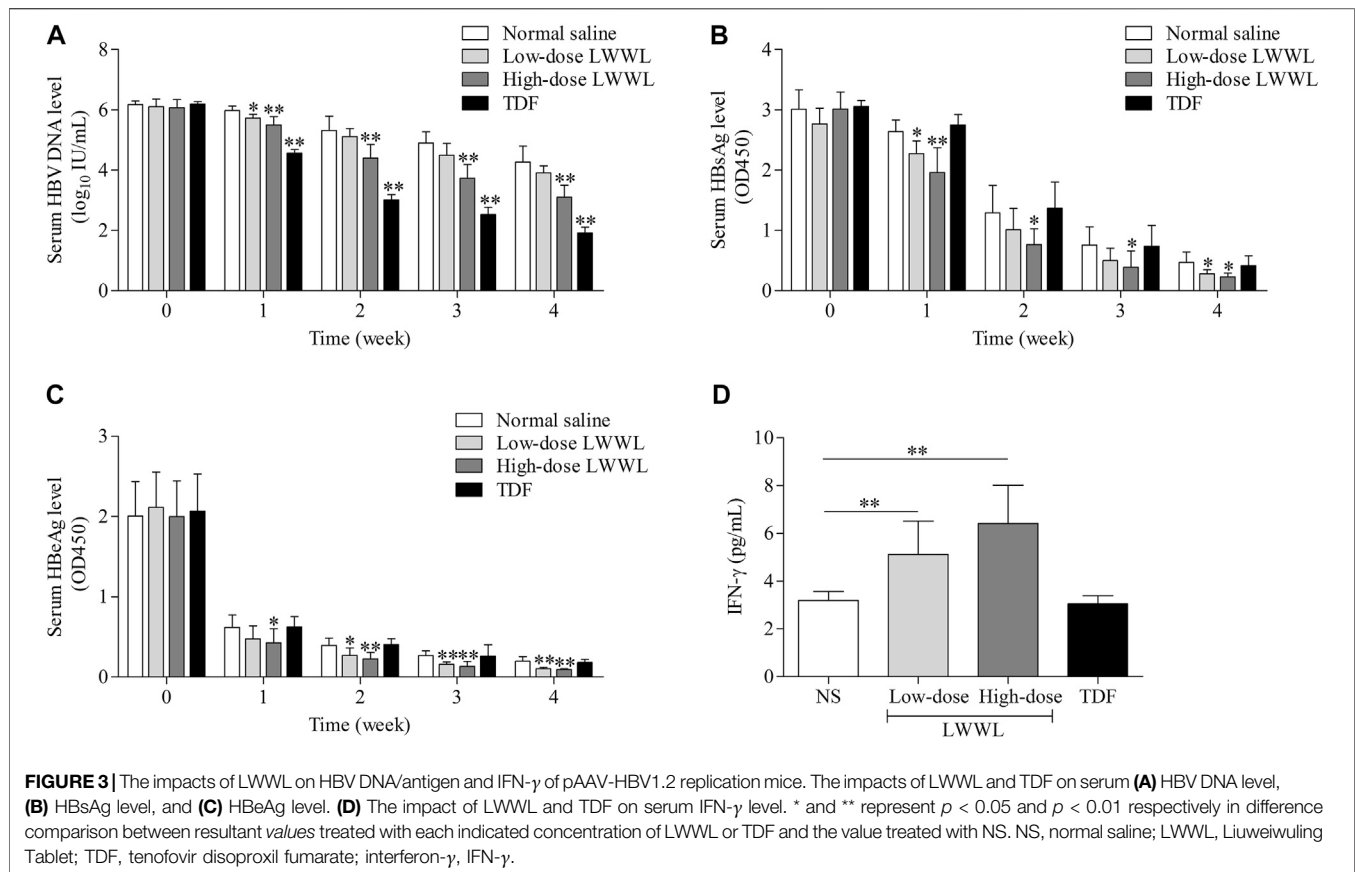 A
Normal saline
Low-dose LWWL
High-dose LWWL
TDF
Serum HBV DNA level
(log10 IU/mL)
8
6
4
2
0
* **
**
**
**
**
**
**
**
0 1 2 3 4
Time (week)
B
Normal saline
Low-dose LWWL
High-dose LWWL
TDF
Serum HBsAg level
(OD450)
4
3
2
1
0
*
**
*
*
* *
0 1 2 3 4
Time (week)
C
Normal saline
Low-dose LWWL
High-dose LWWL
TDF
Serum HBeAg level
(OD450)
3
2
1
0
*
* **
****
****
0 1 2 3 4
Time (week)
D
IFN-γ (pg/mL)
10
8
6
4
2
0
**
**
NS Low-dose High-dose TDF
LWWL
FIGURE 3 | The impacts of LWWL on HBV DNA/antigen and IFN-γ of pAAV-HBV1.2 replication mice. The impacts of LWWL and TDF on serum (A) HBV DNA level,
(B) HBsAg level, and (C) HBeAg level. (D) The impact of LWWL and TDF on serum IFN-γ level. * and ** represent p < 0.05 and p < 0.01 respectively in difference
comparison between resultant values treated with each indicated concentration of LWWL or TDF and the value treated with NS. NS, normal saline; LWWL, Liuweiwuling
Tablet; TDF, tenofovir disoproxil fumarate; interferon-γ, IFN-γ.